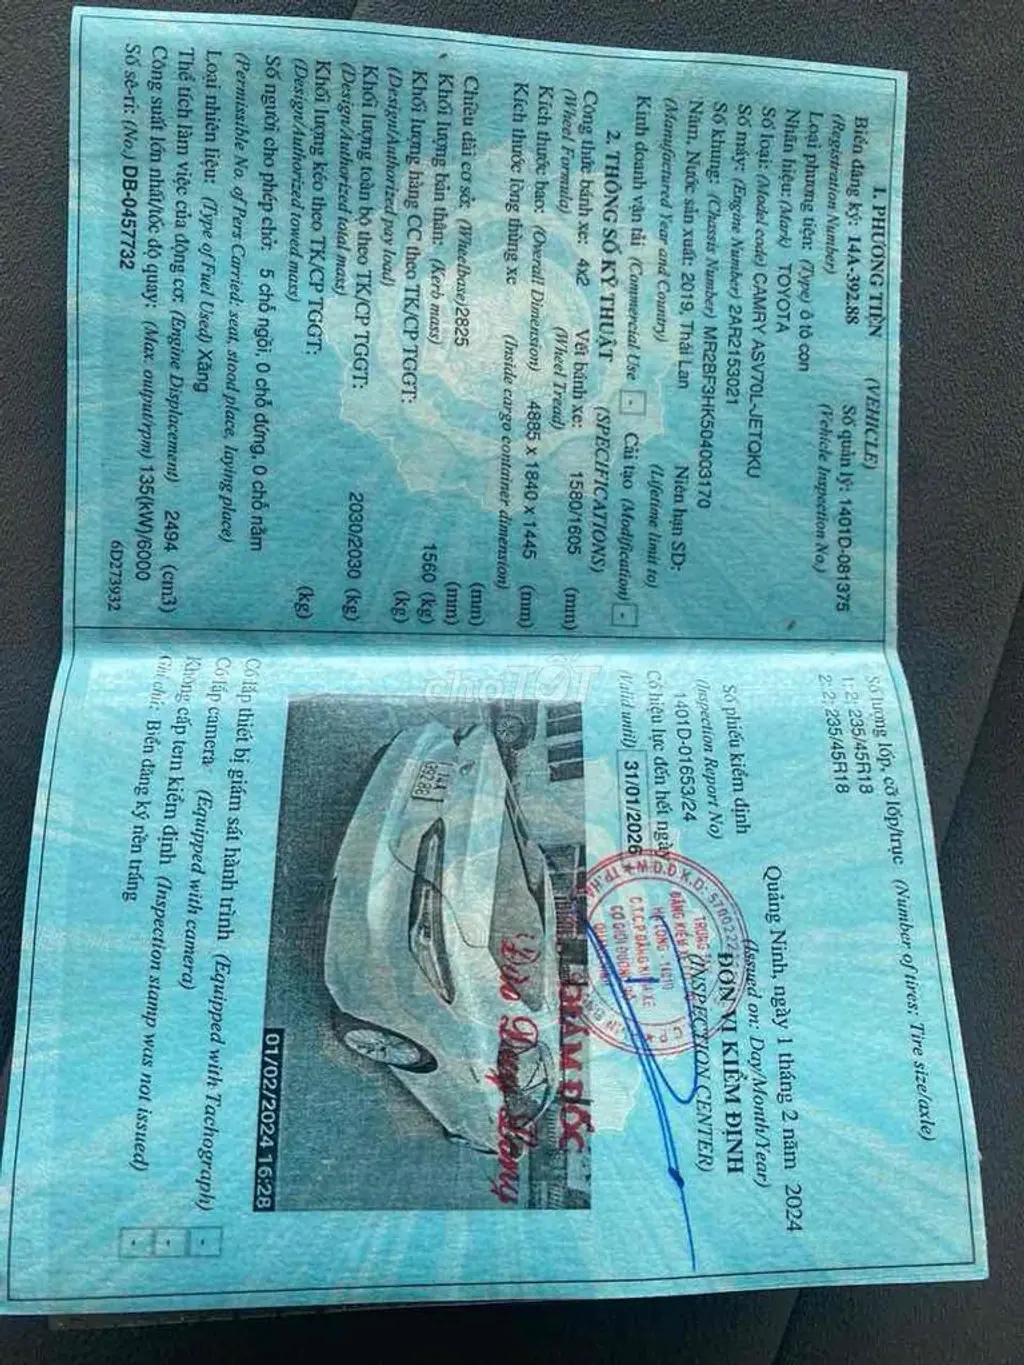 1. PHƯƠNG TIỆN (VEHICLE)
Biển đăng ký: 14A-392.88 Số quản lý: 1401D-081375
(Registration Number) (Vehicle Inspection No.)
Loại phương tiện: (Type) ô tô con
Nhãn hiệu: (Mark) TOYOTA
Số loại: (Model code) CAMRY ASV70L-JETQKU
Số máy: (Engine Number) 2AR2153021
Số khung: (Chassis Number) MR2BF3HK504003170
Năm, Nước sản xuất: 2019, Thái Lan Niên hạn SD:
(Manufactured Year and Country) (Lifetime limit to)
Kinh doanh vận tải (Commercial Use) - Cải tạo (Modification) -
2. THÔNG SỐ KỸ THUẬT (SPECIFICATIONS)
Công thức bánh xe: 4x2 Vết bánh xe: 1580/1605 (mm)
(Wheel Formula) (Wheel Tread)
Kích thước bao: (Overall Dimension) 4885 x 1840 x 1445 (mm)
Kích thước lòng thùng xe (Inside cargo container dimension)
(mm)
Chiều dài cơ sở: (Wheelbase) 2825 (mm)
Khối lượng bản thân: (Kerb mass) 1560 (kg)
Khối lượng hàng CC theo TK/CP TGGT: (kg)
(Design/Authorized pay load)
Khối lượng toàn bộ theo TK/CP TGGT: 2030/2030 (kg)
(Design/Authorized total mass)
Khối lượng kéo theo TK/CP TGGT: (kg)
(Design/Authorized towed mass)
Số người cho phép chở: 5 chỗ ngồi, 0 chỗ đứng, 0 chỗ nằm
(Permissible No. of Pers Carried: seat, stood place, laying place)
Loại nhiên liệu: (Type of Fuel Used) Xăng
Thể tích làm việc của động cơ: (Engine Displacement) 2494 (cm3)
Công suất lớn nhất/tốc độ quay: (Max. output/rpm) 135(kW)/6000
Số sê-ri: (No.) DB-0457732 6D273932
Số lượng lốp, cỡ lốp/trục (Number of tires; Tire size/axle)
1: 2; 235/45R18
2: 2; 235/45R18
Quảng Ninh, ngày 1 tháng 2 năm 2024
(Issued on: Day/Month/Year)
Số phiếu kiểm định ĐƠN VỊ KIỂM ĐỊNH
(Inspection Report No) (INSPECTION CENTER)
1401D-01653/24
Có hiệu lực đến hết ngày
(Valid until) 31/01/2026
GIÁM ĐỐC
14A
392.88
01/02/2024 16:28
Có lắp thiết bị giám sát hành trình (Equipped with Tachograph) -
Có lắp camera (Equipped with camera) -
Không cấp tem kiểm định (Inspection stamp was not issued) -
Ghi chú: Biển đăng ký nền trắng
choTỐT